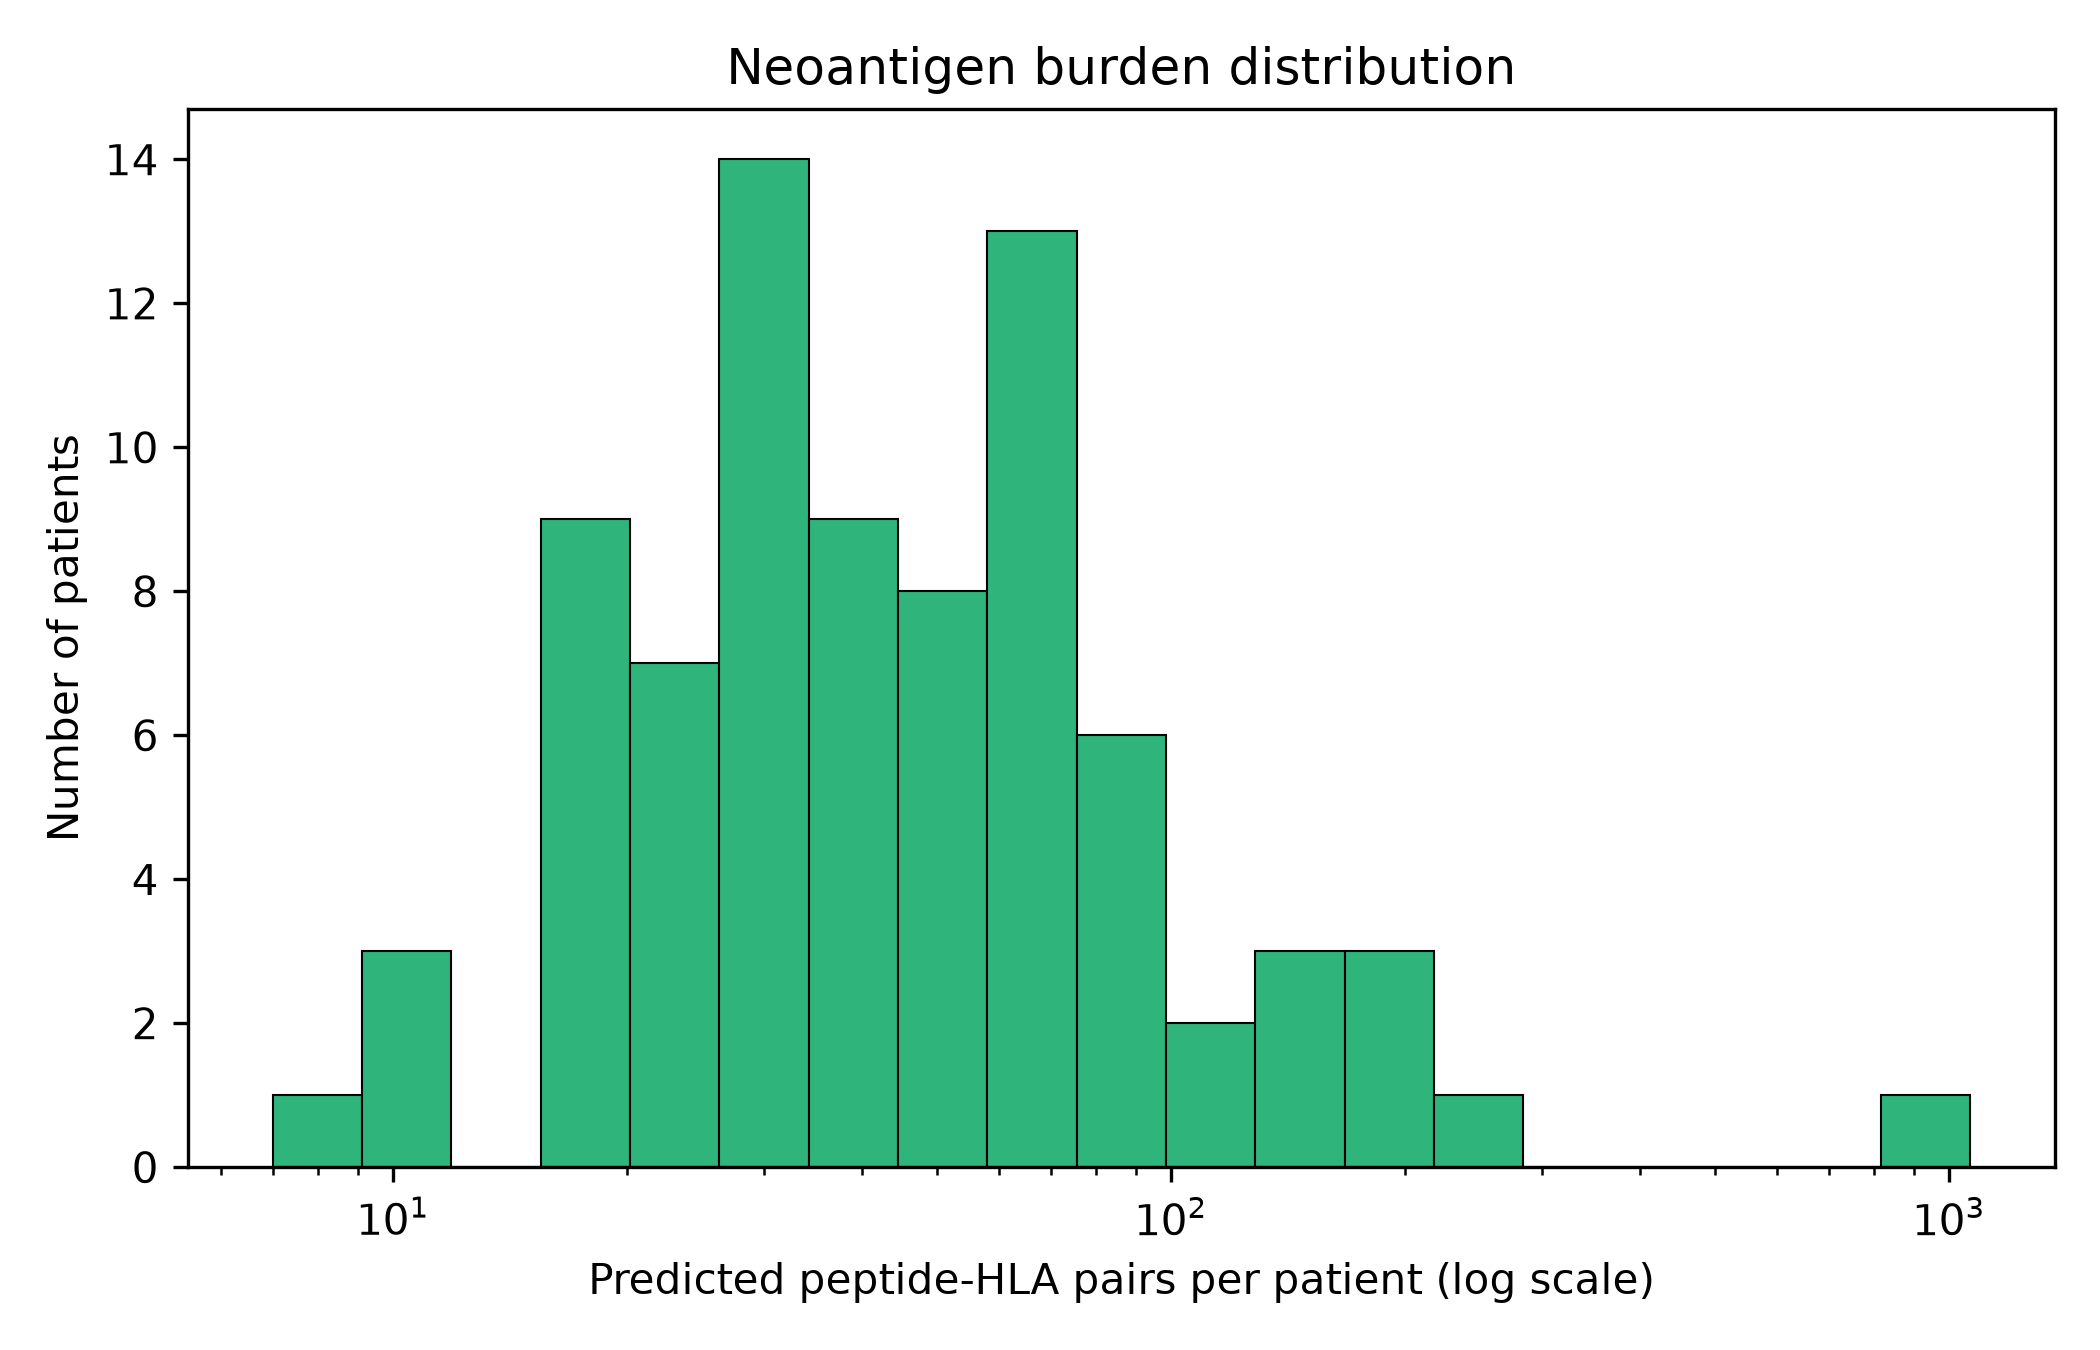 Neoantigen burden distribution
14
12
10
8
6
4
2
0
Number of patients
10¹ 10² 10³
Predicted peptide-HLA pairs per patient (log scale)